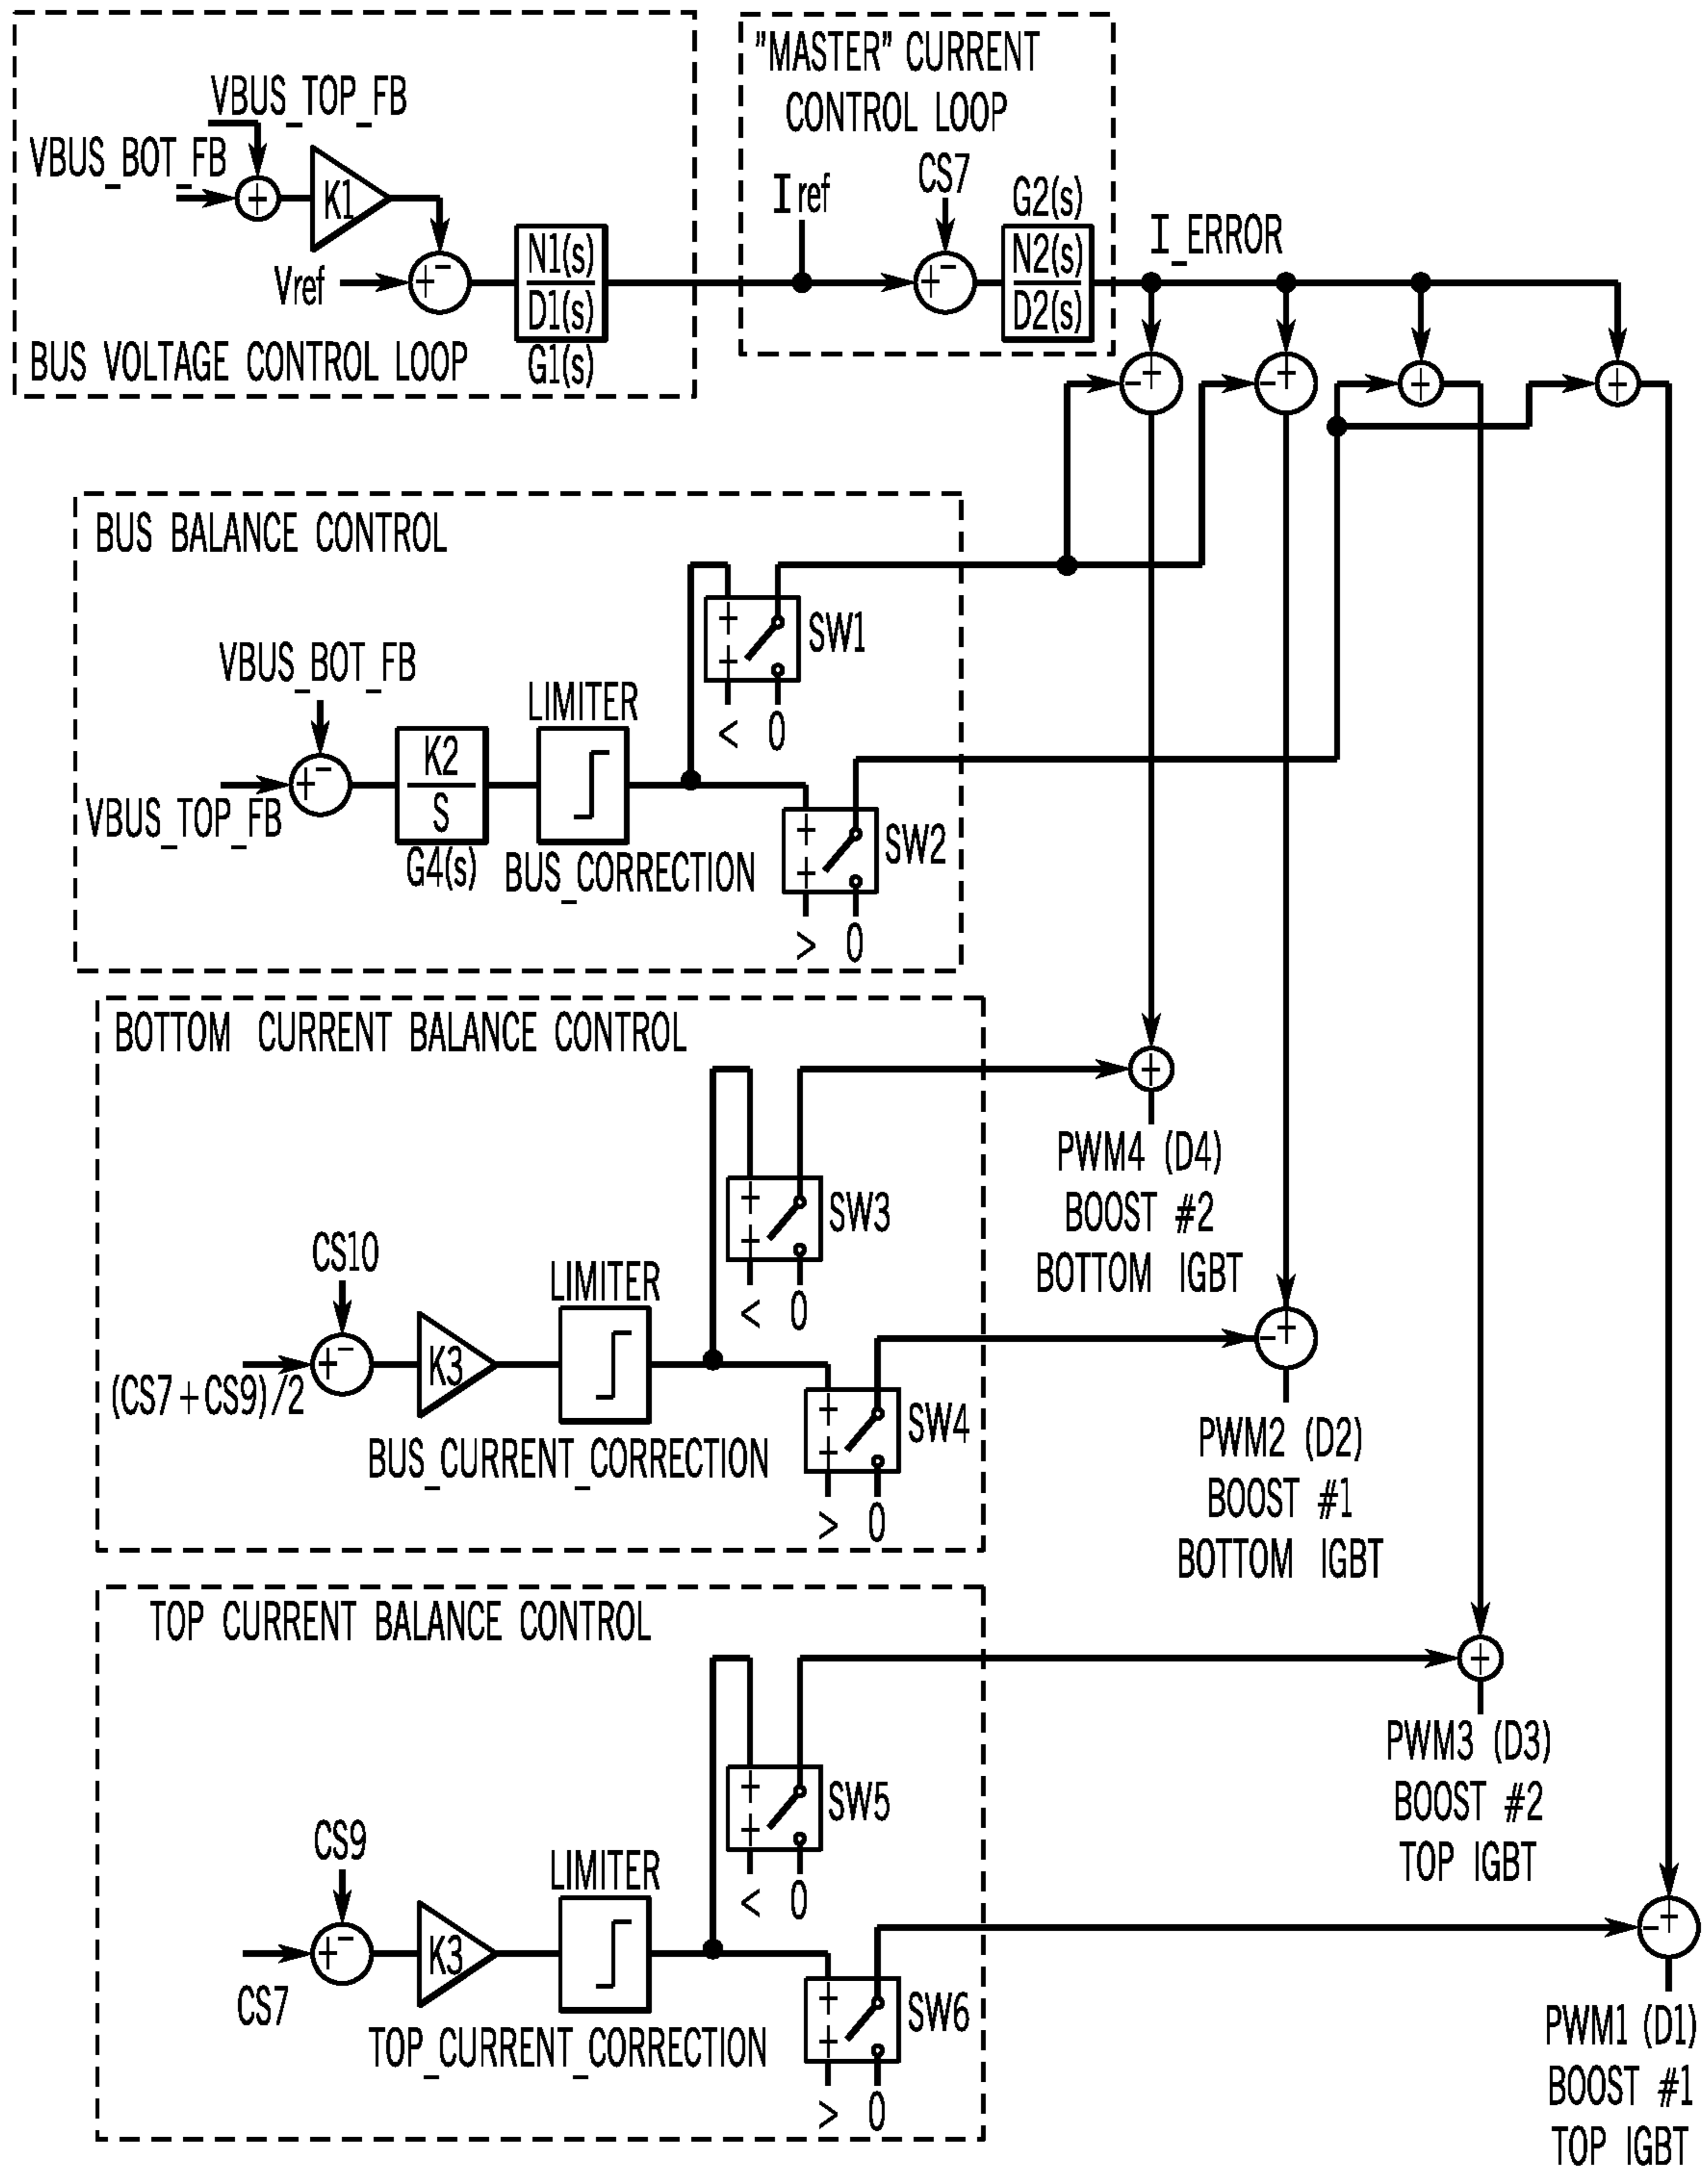 VBUS_TOP_FB
VBUS_BOT_FB
+
K1
Vref
+ −
N1(s)
D1(s)
G1(s)
BUS VOLTAGE CONTROL LOOP
"MASTER" CURRENT
CONTROL LOOP
I ref
CS7
+ −
G2(s)
N2(s)
D2(s)
I_ERROR
− +
− +
+
+
BUS BALANCE CONTROL
VBUS_BOT_FB
VBUS_TOP_FB
+ −
K2
S
G4(s)
LIMITER
BUS_CORRECTION
+
+
SW1
< 0
+
+
SW2
> 0
BOTTOM CURRENT BALANCE CONTROL
CS10
(CS7+CS9)/2
+ −
K3
LIMITER
BUS_CURRENT_CORRECTION
+
+
SW3
< 0
+
+
SW4
> 0
+
PWM4 (D4)
BOOST #2
BOTTOM IGBT
− +
PWM2 (D2)
BOOST #1
BOTTOM IGBT
TOP CURRENT BALANCE CONTROL
CS9
CS7
+ −
K3
LIMITER
TOP_CURRENT_CORRECTION
+
+
SW5
< 0
+
+
SW6
> 0
+
PWM3 (D3)
BOOST #2
TOP IGBT
− +
PWM1 (D1)
BOOST #1
TOP IGBT